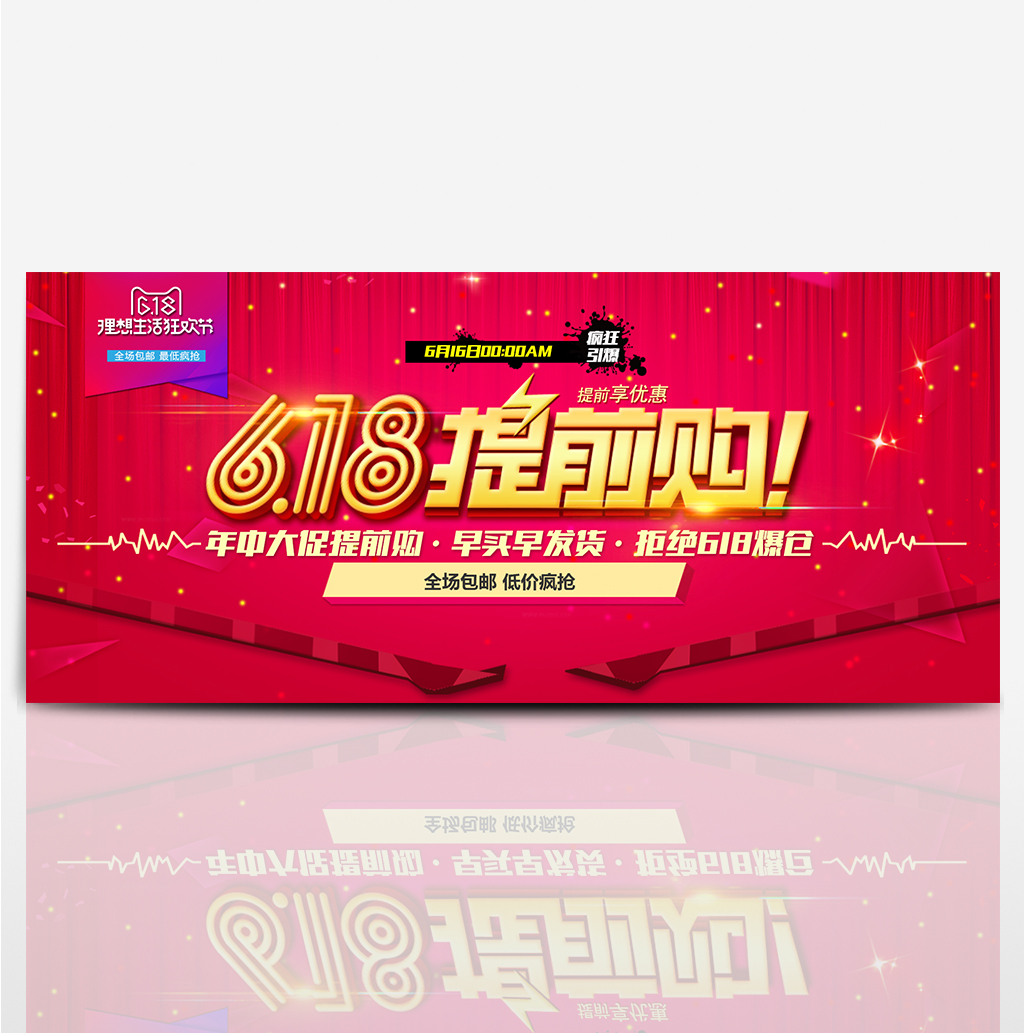 6.18
理想生活狂欢节
全场包邮 最低疯抢
6月16日00:00AM
疯狂
引爆
提前享优惠
6.18提前购!
年中大促提前购·早买早发货·拒绝618爆仓
全场包邮 低价疯抢